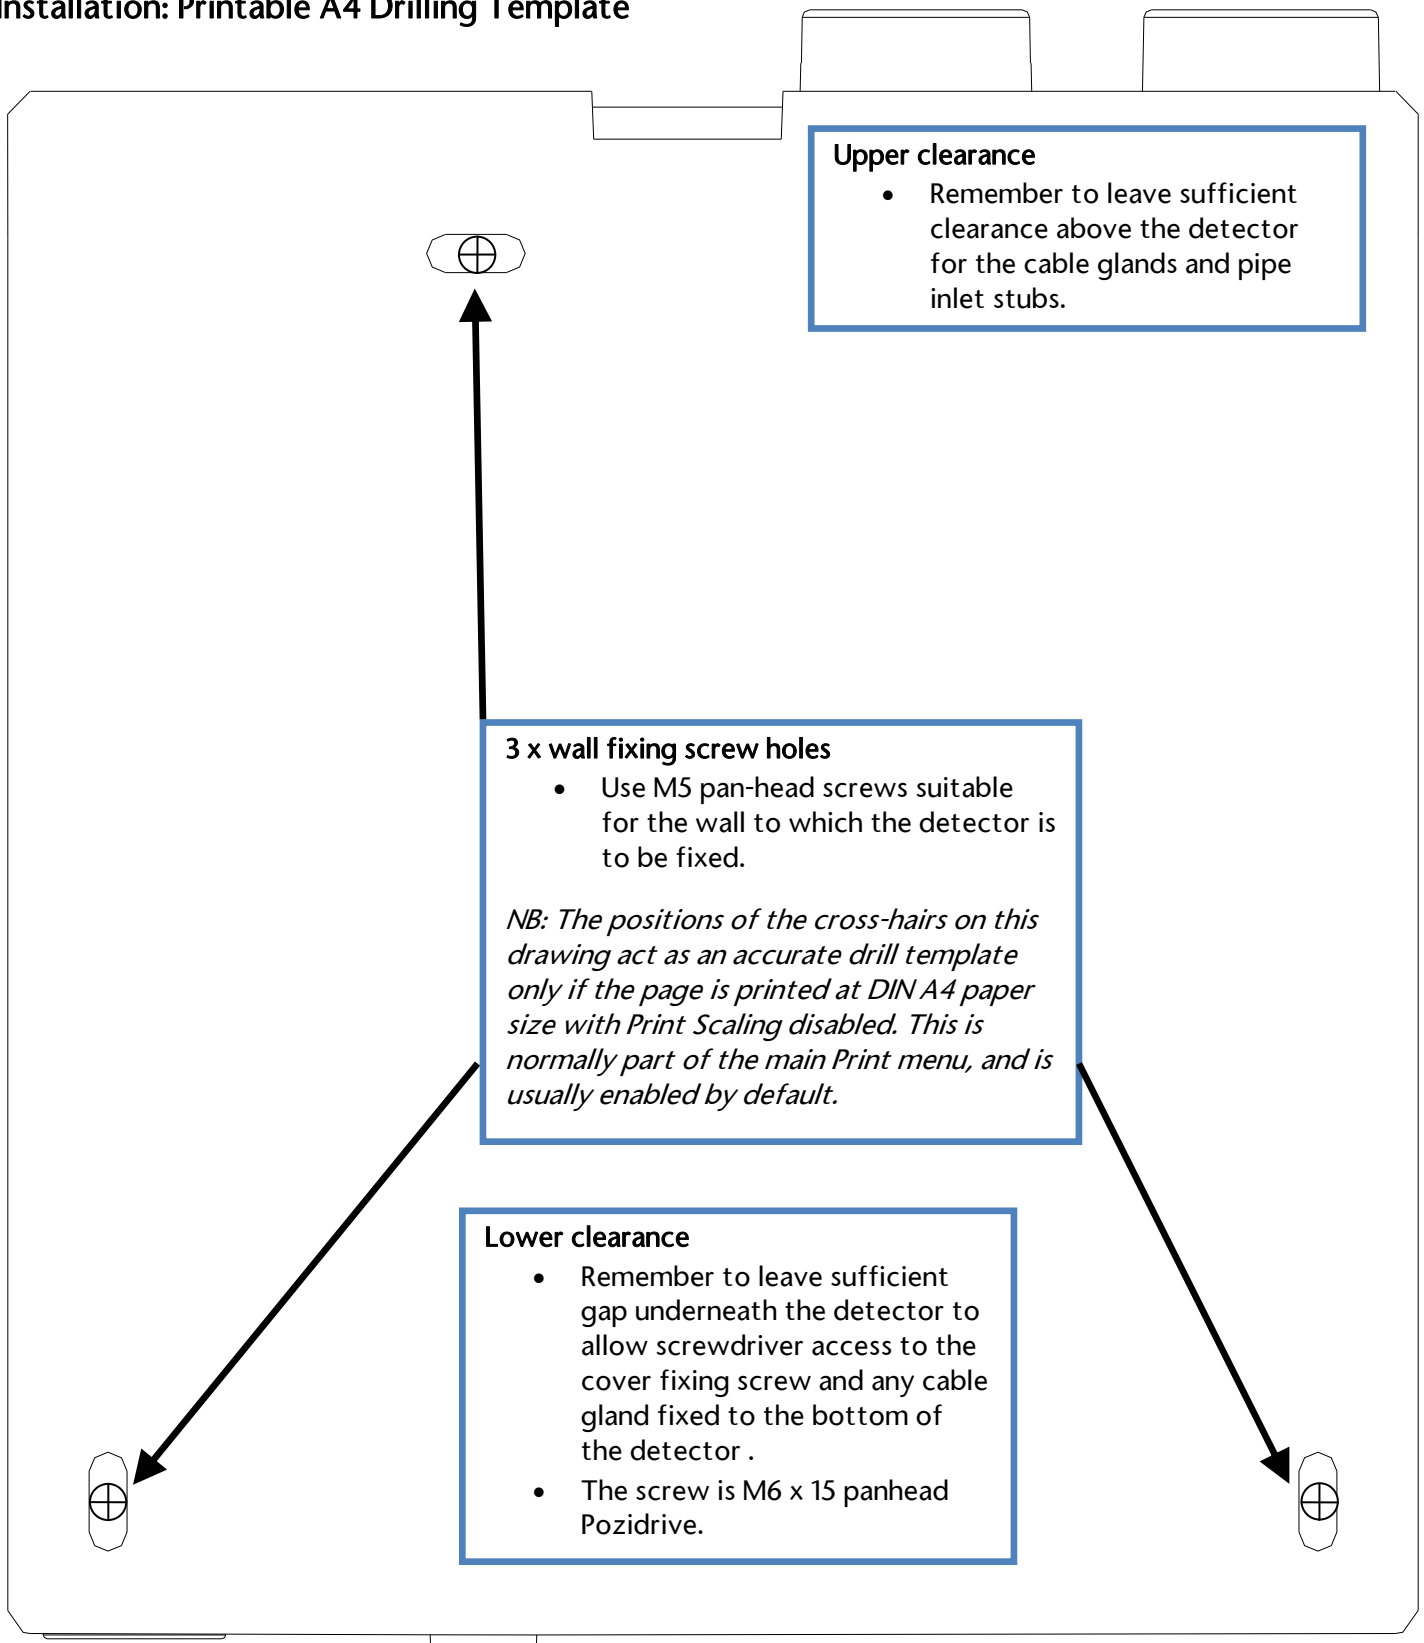 Installation: Printable A4 Drilling Template
Upper clearance
• Remember to leave sufficient
clearance above the detector
for the cable glands and pipe
inlet stubs.
3 x wall fixing screw holes
• Use M5 pan-head screws suitable
for the wall to which the detector is
to be fixed.
NB: The positions of the cross-hairs on this
drawing act as an accurate drill template
only if the page is printed at DIN A4 paper
size with Print Scaling disabled. This is
normally part of the main Print menu, and is
usually enabled by default.
Lower clearance
• Remember to leave sufficient
gap underneath the detector to
allow screwdriver access to the
cover fixing screw and any cable
gland fixed to the bottom of
the detector .
• The screw is M6 x 15 panhead
Pozidrive.